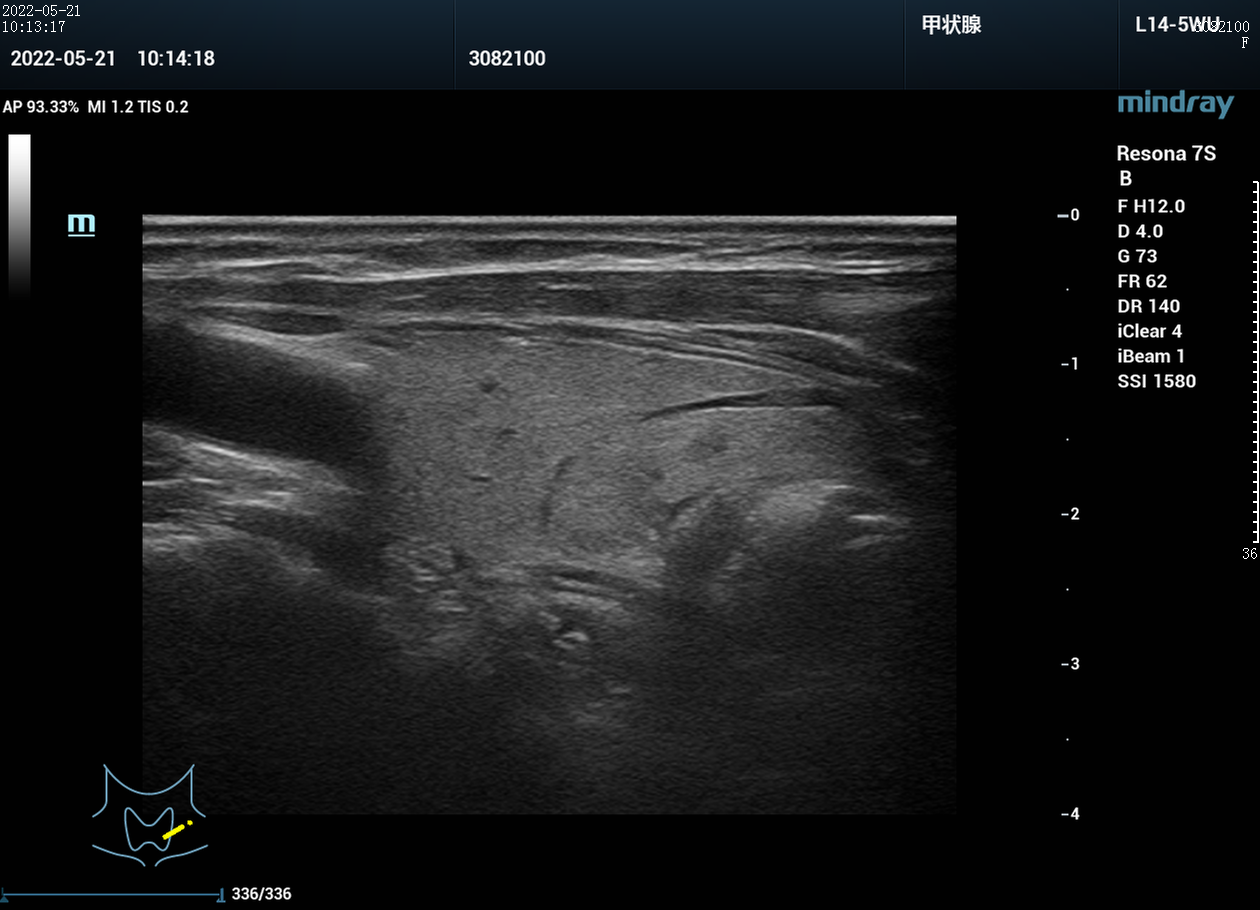 2022-05-21
10:13:17
2022-05-21 10:14:18
3082100
甲状腺
L14-5WU
3082100
F
AP 93.33% MI 1.2 TIS 0.2
mindray
Resona 7S
B
F H12.0
D 4.0
G 73
FR 62
DR 140
iClear 4
iBeam 1
SSI 1580
m
0
1
2
3
4
36
336/336